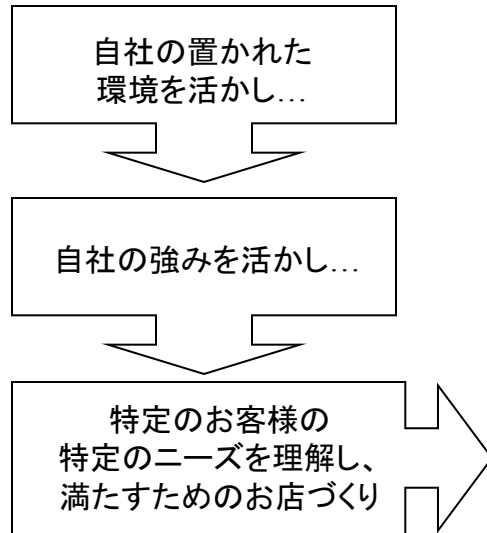 自社の置かれた
環境を活かし…
自社の強みを活かし…
特定のお客様の
特定のニーズを理解し、
満たすためのお店づくり